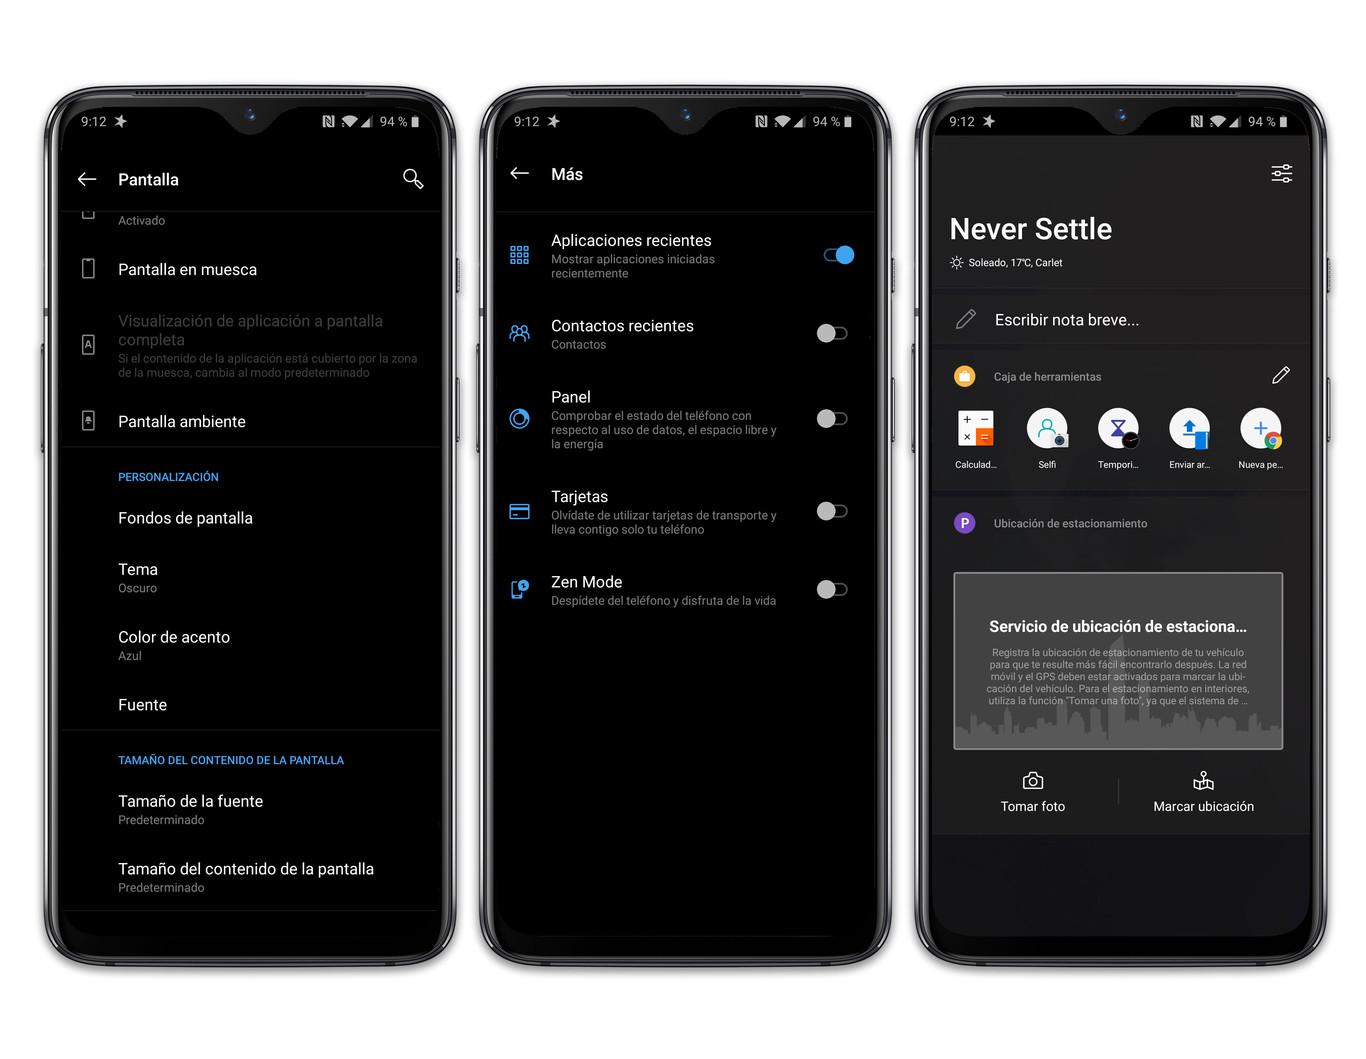 9:12
94 %
Pantalla
Activado
Pantalla en muesca
Visualización de aplicación a pantalla
completa
Si el contenido de la aplicación está cubierto por la zona
de la muesca, cambia al modo predeterminado
A
Pantalla ambiente
PERSONALIZACIÓN
Fondos de pantalla
Tema
Oscuro
Color de acento
Azul
Fuente
TAMAÑO DEL CONTENIDO DE LA PANTALLA
Tamaño de la fuente
Predeterminado
Tamaño del contenido de la pantalla
Predeterminado
9:12
94 %
Más
Aplicaciones recientes
Mostrar aplicaciones iniciadas
recientemente
Contactos recientes
Contactos
Panel
Comprobar el estado del teléfono con
respecto al uso de datos, el espacio libre y
la energía
Tarjetas
Olvídate de utilizar tarjetas de transporte y
lleva contigo solo tu teléfono
Zen Mode
Despídete del teléfono y disfruta de la vida
9:12
94 %
Never Settle
Soleado, 17°C, Carlet
Escribir nota breve...
Caja de herramientas
Calculad...
Selfi
Tempori...
Enviar ar...
Nueva pe...
P
Ubicación de estacionamiento
Servicio de ubicación de estaciona...
Registra la ubicación de estacionamiento de tu vehículo
para que te resulte más fácil encontrarlo después. La red
móvil y el GPS deben estar activados para marcar la ubi-
cación del vehículo. Para el estacionamiento en interiores,
utiliza la función "Tomar una foto", ya que el sistema de ...
Tomar foto
Marcar ubicación